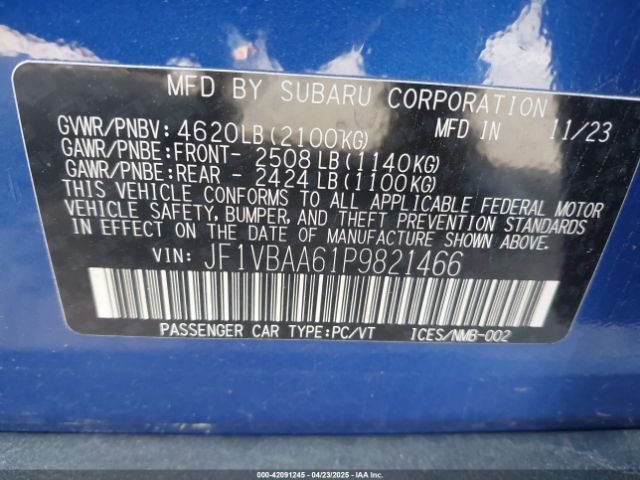 MFD BY SUBARU CORPORATION
GVWR/PNBV: 4620LB(2100KG) MFD IN 11/23
GAWR/PNBE:FRONT- 2508 LB(1140KG)
GAWR/PNBE:REAR - 2424 LB(1100KG)
THIS VEHICLE CONFORMS TO ALL APPLICABLE FEDERAL MOTOR
VEHICLE SAFETY, BUMPER, AND THEFT PREVENTION STANDARDS
IN EFFECT ON THE DATE OF MANUFACTURE SHOWN ABOVE.
VIN: JF1VBAA61P9821466
PASSENGER CAR TYPE:PC/VT ICES/NMB-002
000-42091245 - 04/23/2025 - IAA Inc.